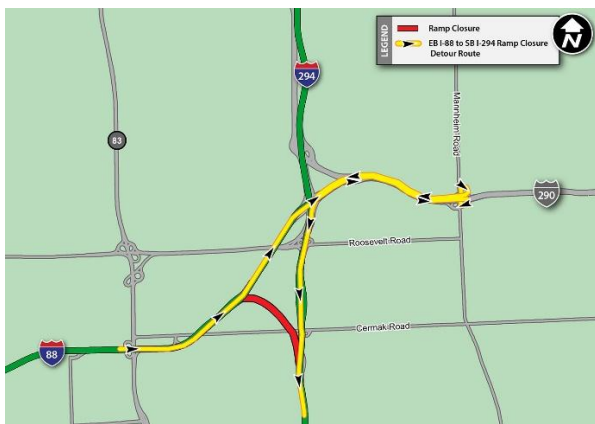 LEGEND
Ramp Closure
EB I-88 to SB I-294 Ramp Closure
Detour Route
N
294
Mannheim Road
83
290
Roosevelt Road
Cermak Road
88